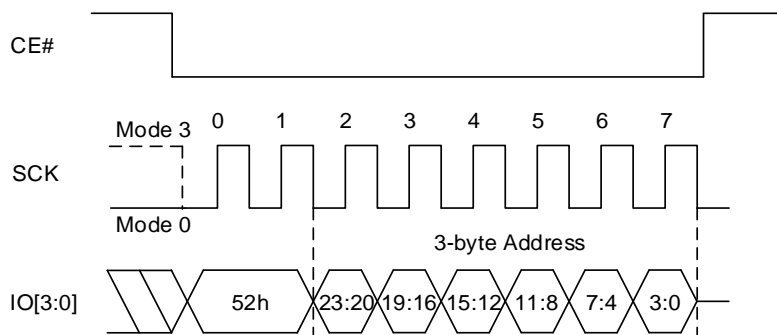 CE#
Mode 3
0 1 2 3 4 5 6 7
SCK
Mode 0
3-byte Address
IO[3:0]
52h 23:20 19:16 15:12 11:8 7:4 3:0